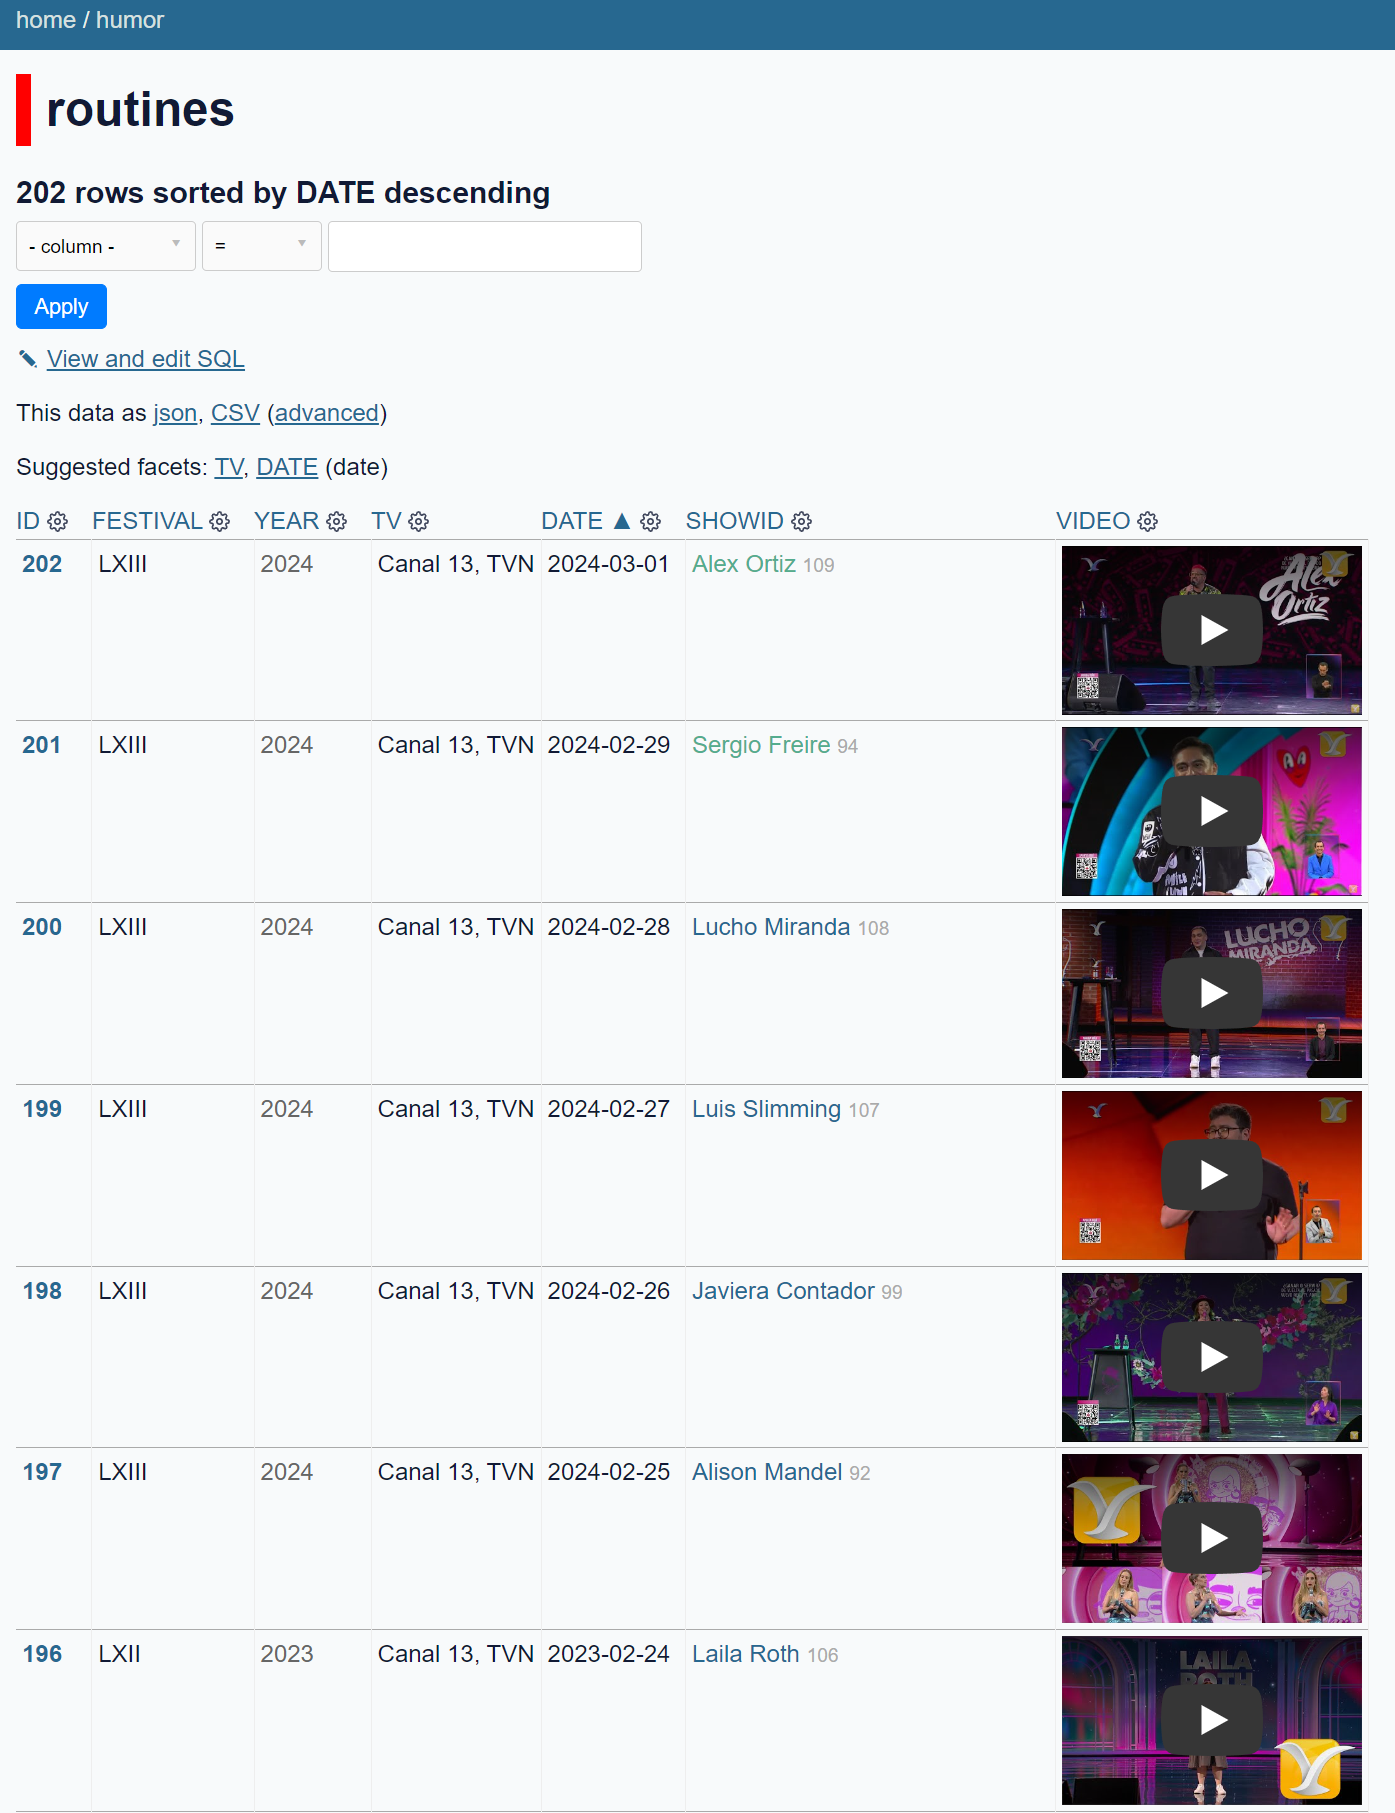 home / humor
routines
202 rows sorted by DATE descending
- column - =
Apply
View and edit SQL
This data as json, CSV (advanced)
Suggested facets: TV, DATE (date)
ID FESTIVAL YEAR TV DATE ▲ SHOWID VIDEO
202 LXIII 2024 Canal 13, TVN 2024-03-01 Alex Ortiz 109
Alex
Ortiz
201 LXIII 2024 Canal 13, TVN 2024-02-29 Sergio Freire 94
200 LXIII 2024 Canal 13, TVN 2024-02-28 Lucho Miranda 108
LUCHO
MIRANDA
199 LXIII 2024 Canal 13, TVN 2024-02-27 Luis Slimming 107
198 LXIII 2024 Canal 13, TVN 2024-02-26 Javiera Contador 99
197 LXIII 2024 Canal 13, TVN 2024-02-25 Alison Mandel 92
196 LXII 2023 Canal 13, TVN 2023-02-24 Laila Roth 106
LAILA
ROTH